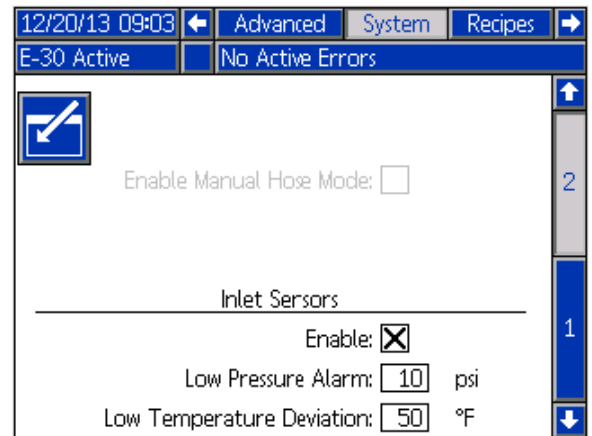 12/20/13 09:03 Advanced System Recipes
E-30 Active No Active Errors
Enable Manual Hose Mode:
2
Inlet Sersors
Enable:
1
Low Pressure Alarm: 10 psi
Low Temperature Deviation: 50 °F